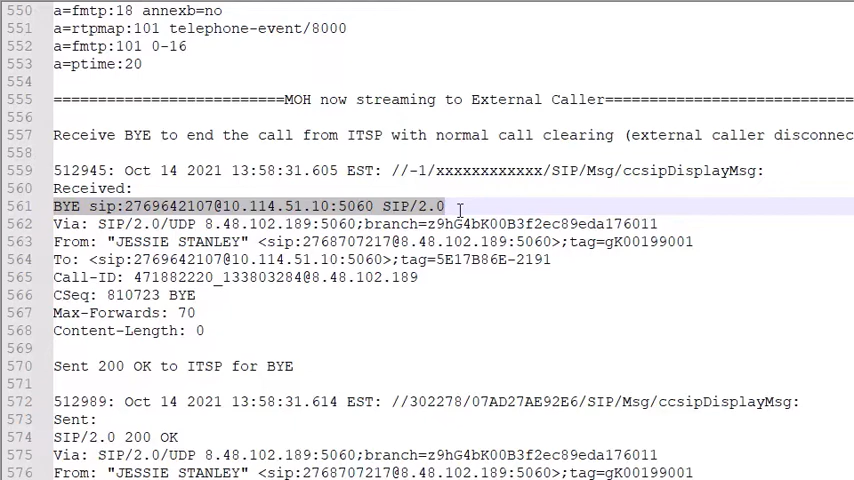 550 a=fmtp:18 annexb=no
551 a=rtpmap:101 telephone-event/8000
552 a=fmtp:101 0-16
553 a=ptime:20
554
555 ==========================MOH now streaming to External Caller============================
556
557 Receive BYE to end the call from ITSP with normal call clearing (external caller disconnec
558
559 512945: Oct 14 2021 13:58:31.605 EST: //-1/xxxxxxxxxxxx/SIP/Msg/ccsipDisplayMsg:
560 Received:
561 BYE sip:2769642107@10.114.51.10:5060 SIP/2.0
562 Via: SIP/2.0/UDP 8.48.102.189:5060;branch=z9hG4bK00B3f2ec89eda176011
563 From: "JESSIE STANLEY" <sip:2768707217@8.48.102.189:5060>;tag=gK00199001
564 To: <sip:2769642107@10.114.51.10:5060>;tag=5E17B86E-2191
565 Call-ID: 471882220_133803284@8.48.102.189
566 CSeq: 810723 BYE
567 Max-Forwards: 70
568 Content-Length: 0
569
570 Sent 200 OK to ITSP for BYE
571
572 512989: Oct 14 2021 13:58:31.614 EST: //302278/07AD27AE92E6/SIP/Msg/ccsipDisplayMsg:
573 Sent:
574 SIP/2.0 200 OK
575 Via: SIP/2.0/UDP 8.48.102.189:5060;branch=z9hG4bK00B3f2ec89eda176011
576 From: "JESSIE STANLEY" <sip:2768707217@8.48.102.189:5060>;tag=gK00199001